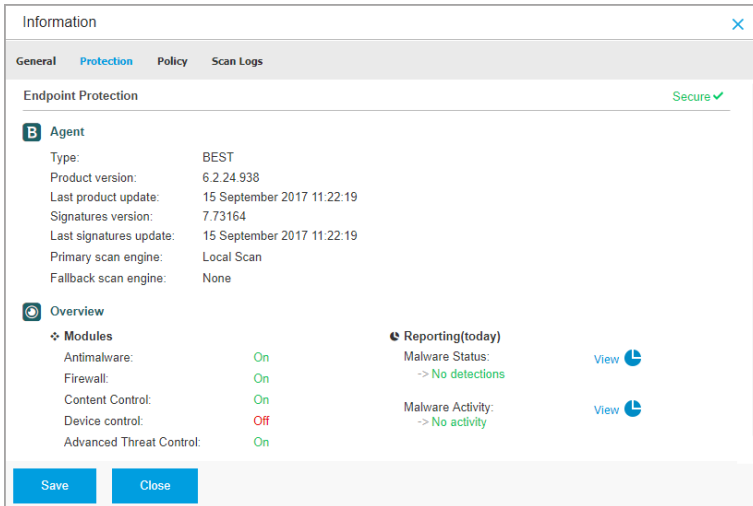 Information
General Protection Policy Scan Logs
Endpoint Protection Secure
B Agent
Type: BEST
Product version: 6.2.24.938
Last product update: 15 September 2017 11:22:19
Signatures version: 7.73164
Last signatures update: 15 September 2017 11:22:19
Primary scan engine: Local Scan
Fallback scan engine: None
Overview
Modules
Antimalware: On
Firewall: On
Content Control: On
Device control: Off
Advanced Threat Control: On
Reporting(today)
Malware Status: View
-> No detections
Malware Activity: View
-> No activity
Save Close